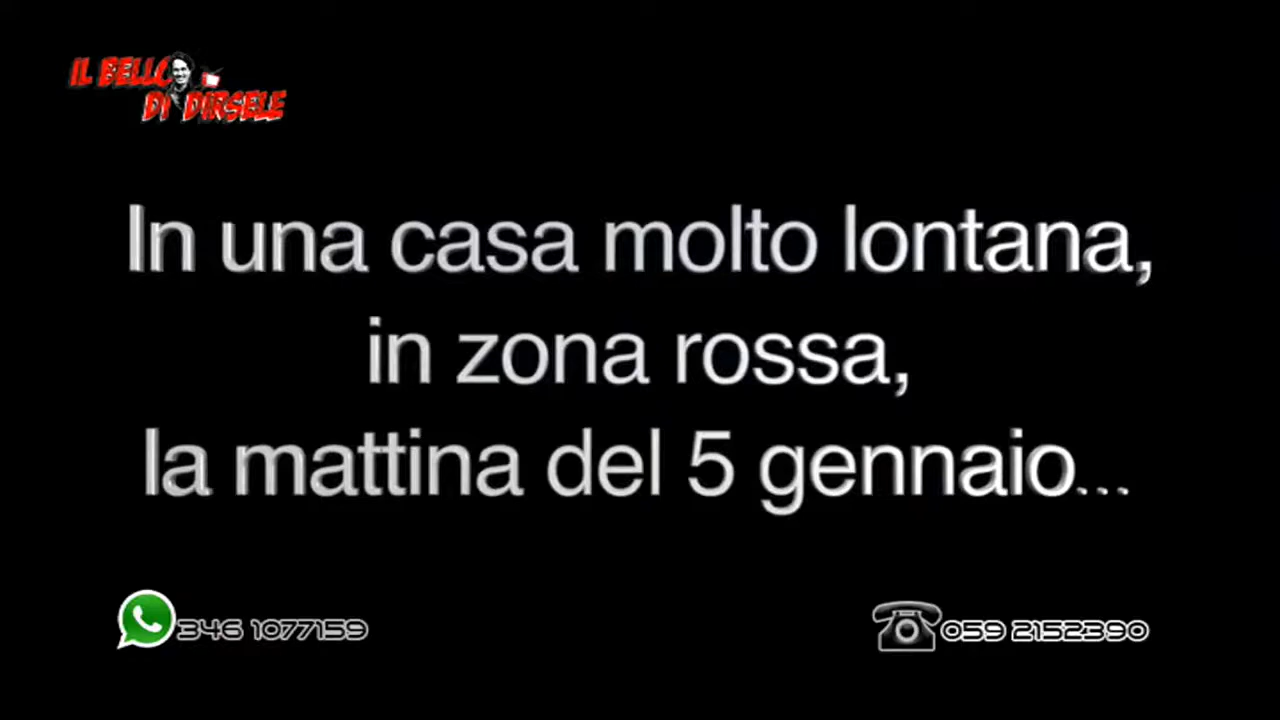 IL BELLO
DI DIRSELE
In una casa molto lontana,
in zona rossa,
la mattina del 5 gennaio...
346 1077159
059 2152390